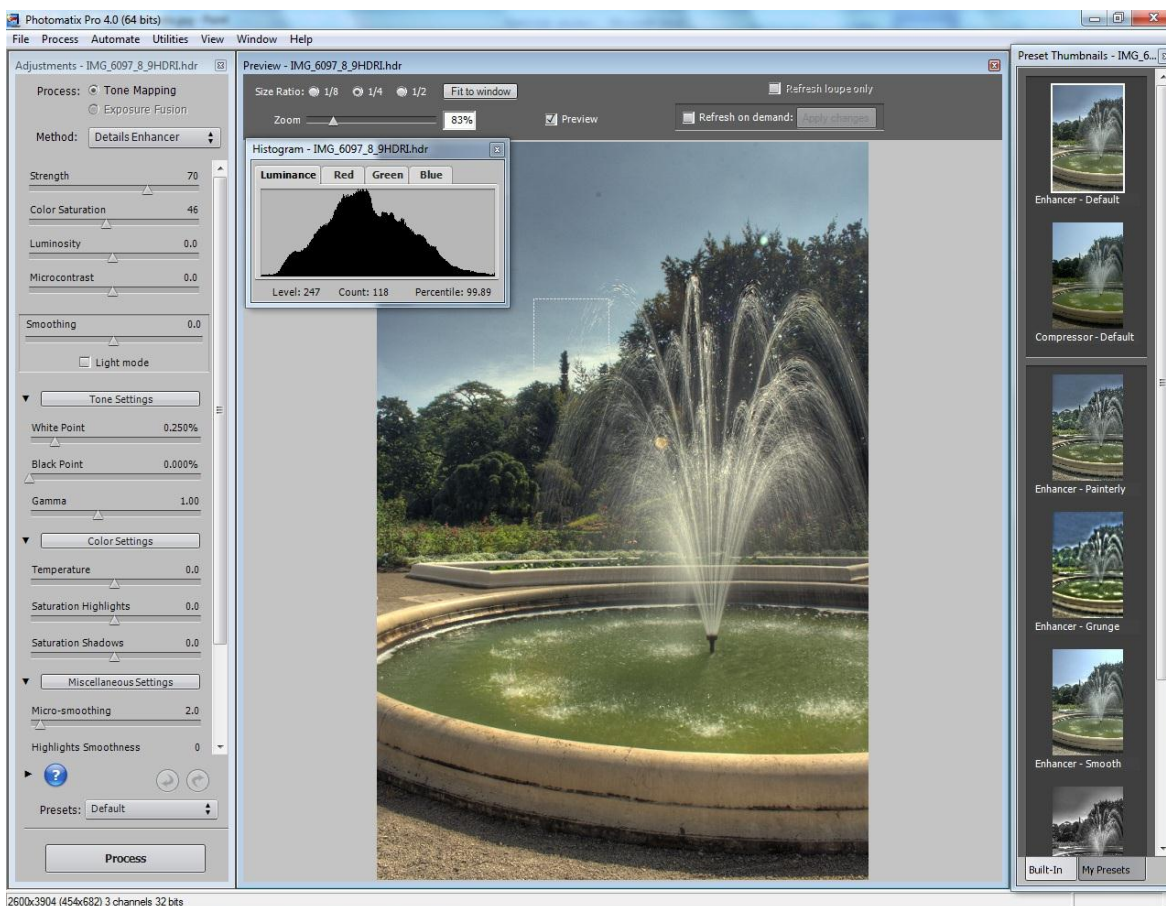 Photomatix Pro 4.0 (64 bits)
File Process Automate Utilities View Window Help
Adjustments - IMG_6097_8_9HDRI.hdr
Process: Tone Mapping
Exposure Fusion
Method: Details Enhancer
Strength 70
Color Saturation 46
Luminosity 0.0
Microcontrast 0.0
Smoothing 0.0
Light mode
Tone Settings
White Point 0.250%
Black Point 0.000%
Gamma 1.00
Color Settings
Temperature 0.0
Saturation Highlights 0.0
Saturation Shadows 0.0
Miscellaneous Settings
Micro-smoothing 2.0
Highlights Smoothness 0
?
Presets: Default
Process
Preview - IMG_6097_8_9HDRI.hdr
Size Ratio: 1/8 1/4 1/2 Fit to window
Refresh loupe only
Zoom 83% Preview
Refresh on demand: Apply changes
Histogram - IMG_6097_8_9HDRI.hdr
Luminance Red Green Blue
Level: 247 Count: 118 Percentile: 99.89
Preset Thumbnails - IMG_6...
Enhancer - Default
Compressor - Default
Enhancer - Painterly
Enhancer - Grunge
Enhancer - Smooth
Built-In My Presets
2600x3904 (454x682) 3 channels 32 bits